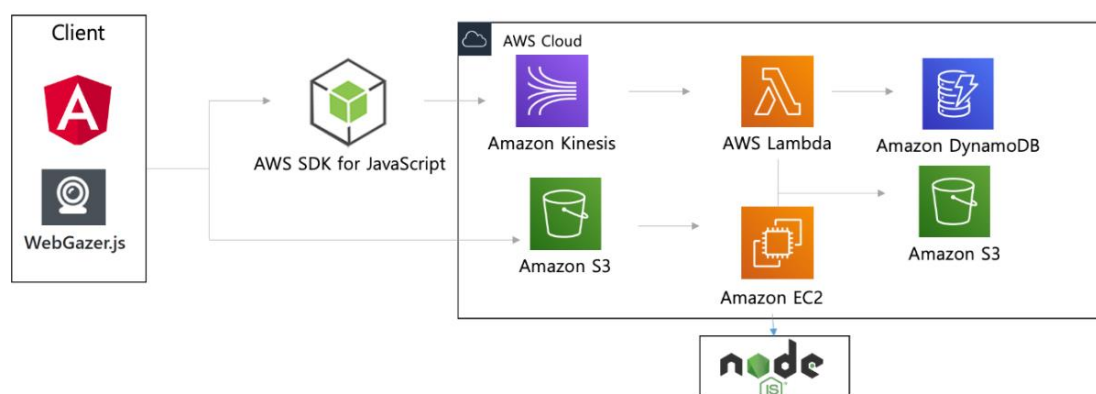 Client
A
WebGazer.js
AWS SDK for JavaScript
AWS Cloud
Amazon Kinesis
AWS Lambda
Amazon DynamoDB
Amazon S3
Amazon EC2
Amazon S3
node
JS